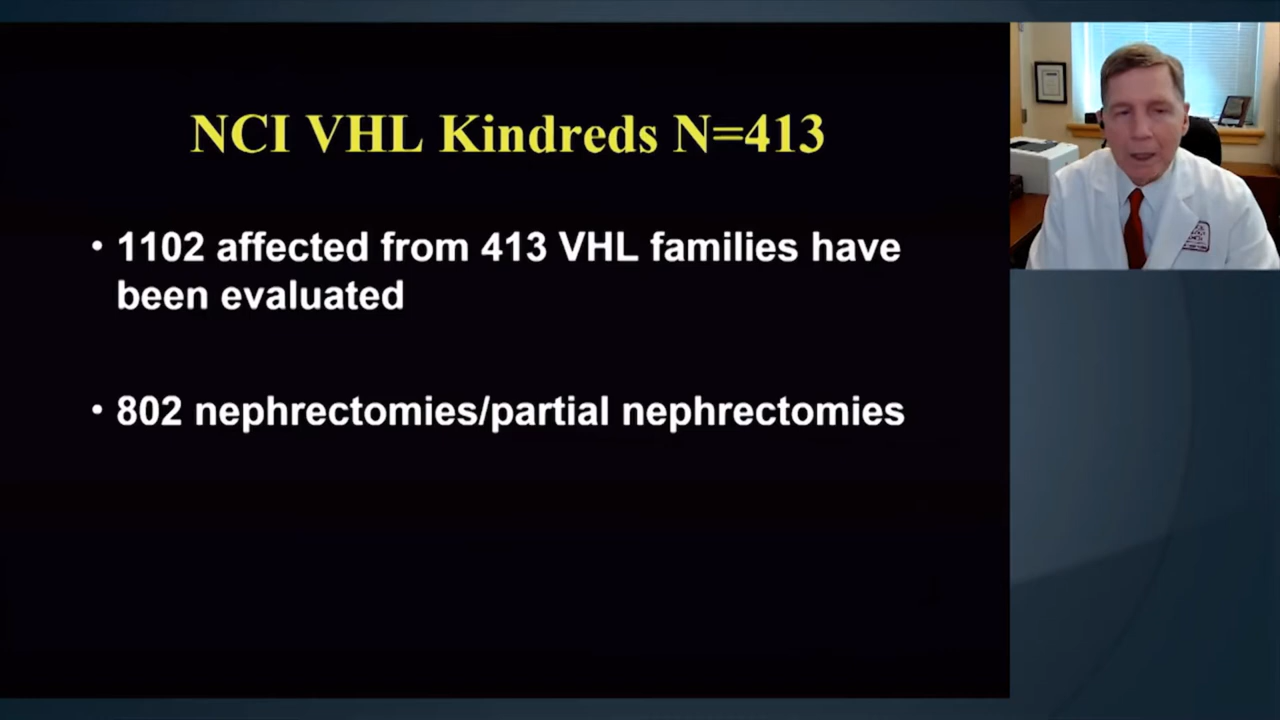 NCI VHL Kindreds N=413
• 1102 affected from 413 VHL families have
been evaluated
• 802 nephrectomies/partial nephrectomies